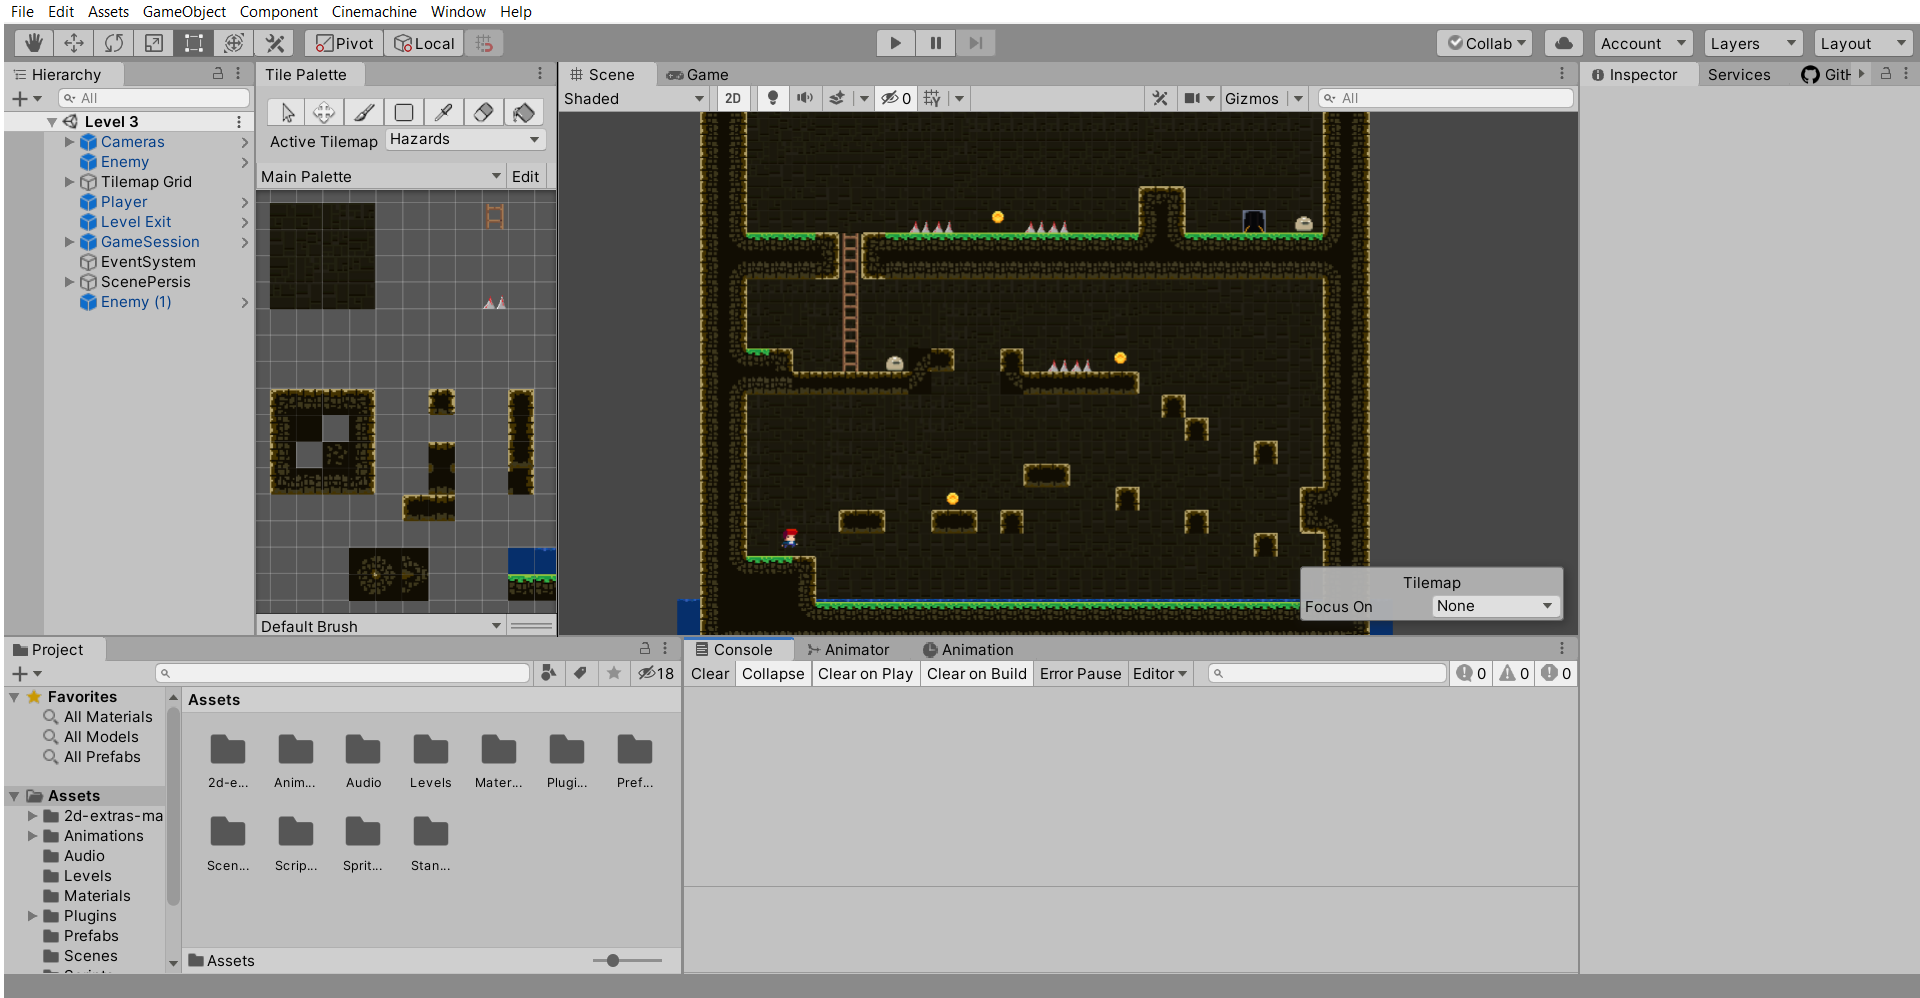 File Edit Assets GameObject Component Cinemachine Window Help
Pivot Local Collab Account Layers Layout
Hierarchy
All
Level 3
Cameras
Enemy
Tilemap Grid
Player
Level Exit
GameSession
EventSystem
ScenePersis
Enemy (1)
Tile Palette
Active Tilemap Hazards
Main Palette Edit
Default Brush
Scene Game
Shaded 2D 0 Gizmos All
Tilemap
Focus On None
Inspector Services GitH
Project
18
Favorites
All Materials
All Models
All Prefabs
Assets
2d-extras-ma
Animations
Audio
Levels
Materials
Plugins
Prefabs
Scenes
Assets
2d-e... Anim... Audio Levels Mater... Plugi... Pref...
Scen... Scrip... Sprit... Stan...
Assets
Console Animator Animation
Clear Collapse Clear on Play Clear on Build Error Pause Editor 0 0 0